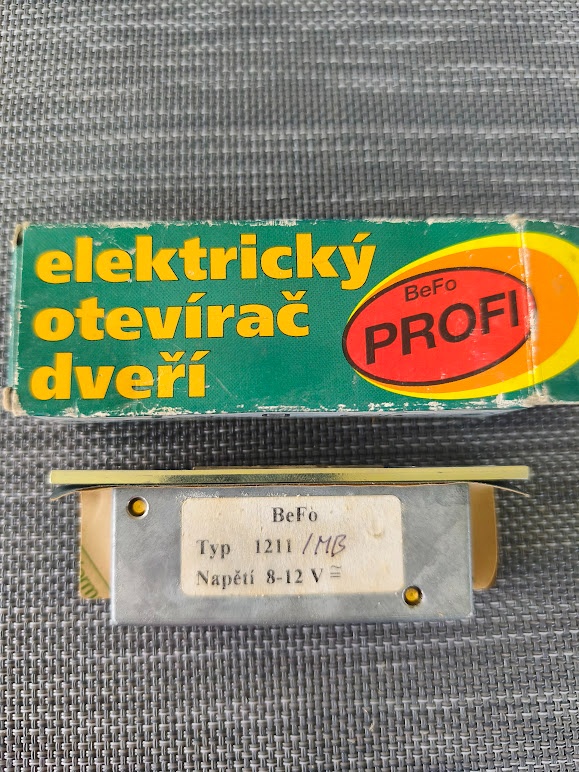 elektrický
otevírač
dveří
BeFo
PROFI
BeFo
Typ 1211 /MB
Napětí 8-12 V ≅